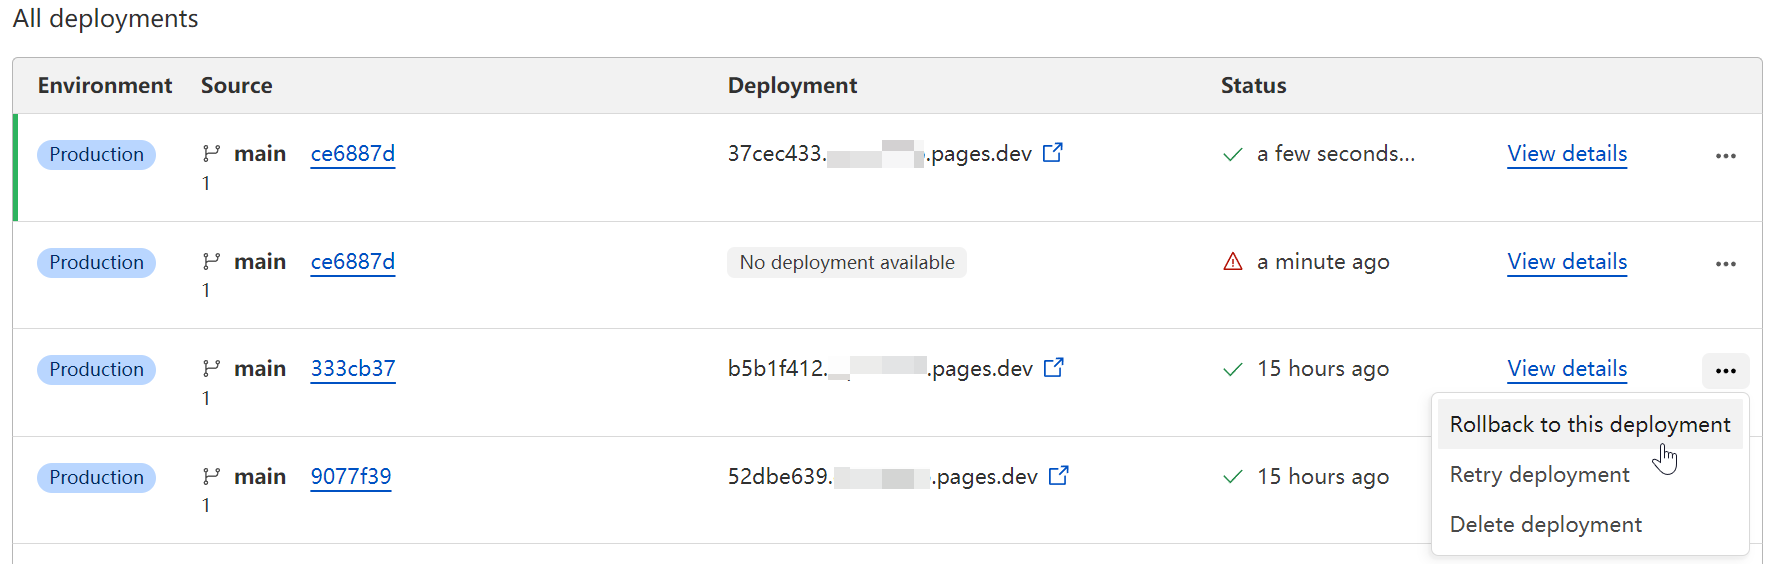 All deployments
Environment Source Deployment Status
Production main ce6887d 37cec433. .pages.dev a few seconds... View details ...
1
Production main ce6887d No deployment available a minute ago View details ...
1
Production main 333cb37 b5b1f412. .pages.dev 15 hours ago View details ...
1
Rollback to this deployment
Production main 9077f39 52dbe639. .pages.dev 15 hours ago
1
Retry deployment
Delete deployment